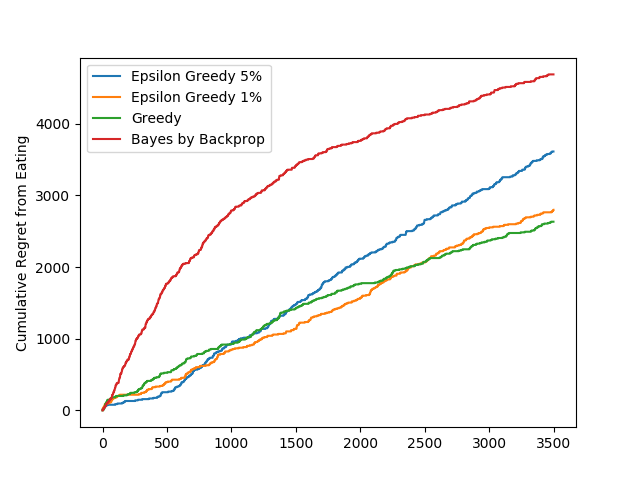 Epsilon Greedy 5%
Epsilon Greedy 1%
Greedy
Bayes by Backprop
Cumulative Regret from Eating
4000
3000
2000
1000
0
0 500 1000 1500 2000 2500 3000 3500